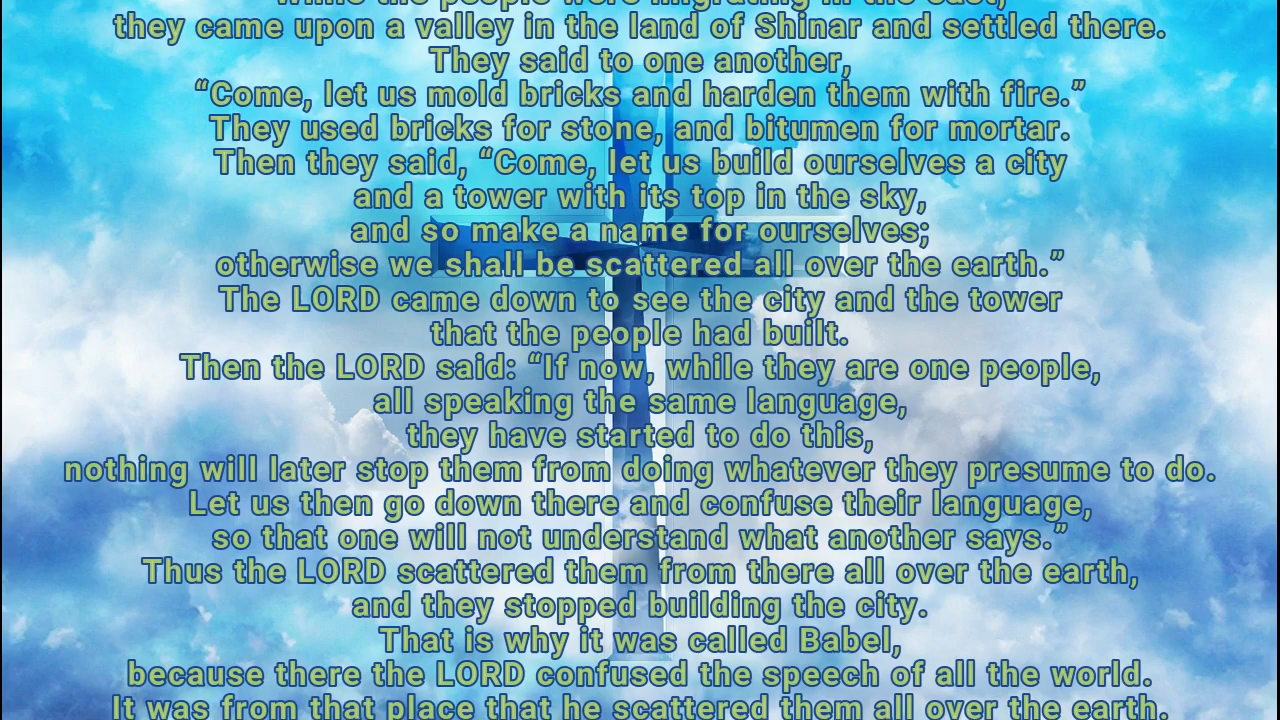 while the people were migrating in the east,
they came upon a valley in the land of Shinar and settled there.
They said to one another,
“Come, let us mold bricks and harden them with fire.”
They used bricks for stone, and bitumen for mortar.
Then they said, “Come, let us build ourselves a city
and a tower with its top in the sky,
and so make a name for ourselves;
otherwise we shall be scattered all over the earth.”
The LORD came down to see the city and the tower
that the people had built.
Then the LORD said: “If now, while they are one people,
all speaking the same language,
they have started to do this,
nothing will later stop them from doing whatever they presume to do.
Let us then go down there and confuse their language,
so that one will not understand what another says.”
Thus the LORD scattered them from there all over the earth,
and they stopped building the city.
That is why it was called Babel,
because there the LORD confused the speech of all the world.
It was from that place that he scattered them all over the earth.